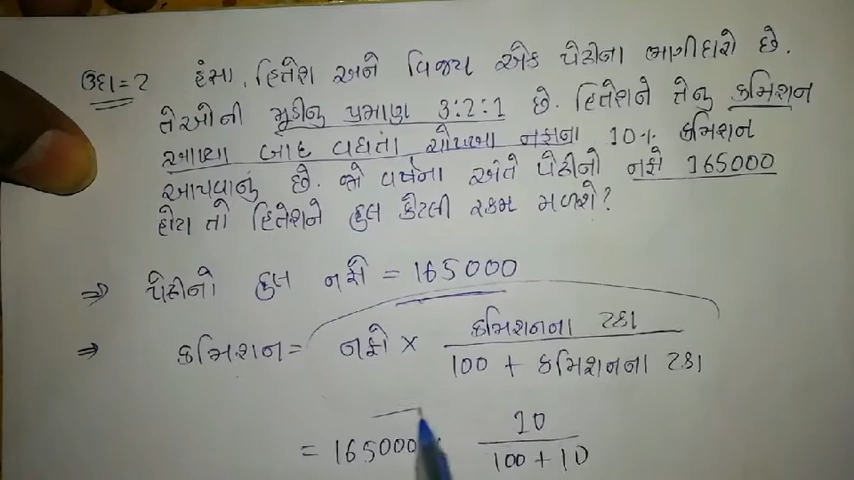 ઉદા=2 હંસા, હિતેશ અને વિજય એક પેઢીના ભાગીદારો છે.
તેઓની મૂડીનુ પ્રમાણ 3:2:1 છે. હિતેશને તેનુ કમિશન
આપ્યા બાદ વધતા ચોખ્ખા નફાના 10% કમિશન
આપવાનું છે. જો વર્ષના અંતે પેઢીનો નફો 165000
હોય તો હિતેશને કુલ કેટલી રકમ મળશે?
⇒ પેઢીનો કુલ નફો = 165000
⇒ કમિશન = નફો × કમિશનના ટકા / 100 + કમિશનના ટકા
= 165000 10 / 100 + 10